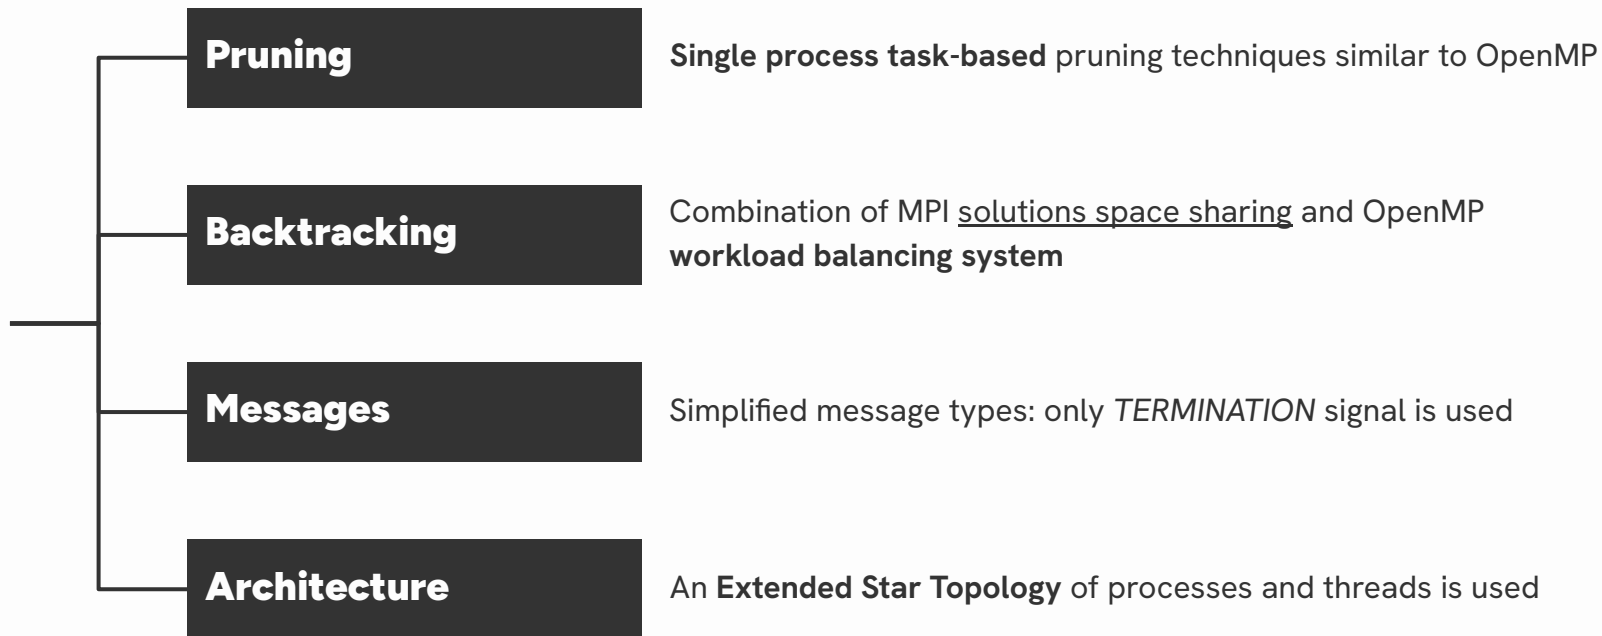 Pruning
Single process task-based pruning techniques similar to OpenMP
Backtracking
Combination of MPI solutions space sharing and OpenMP
workload balancing system
Messages
Simplified message types: only TERMINATION signal is used
Architecture
An Extended Star Topology of processes and threads is used